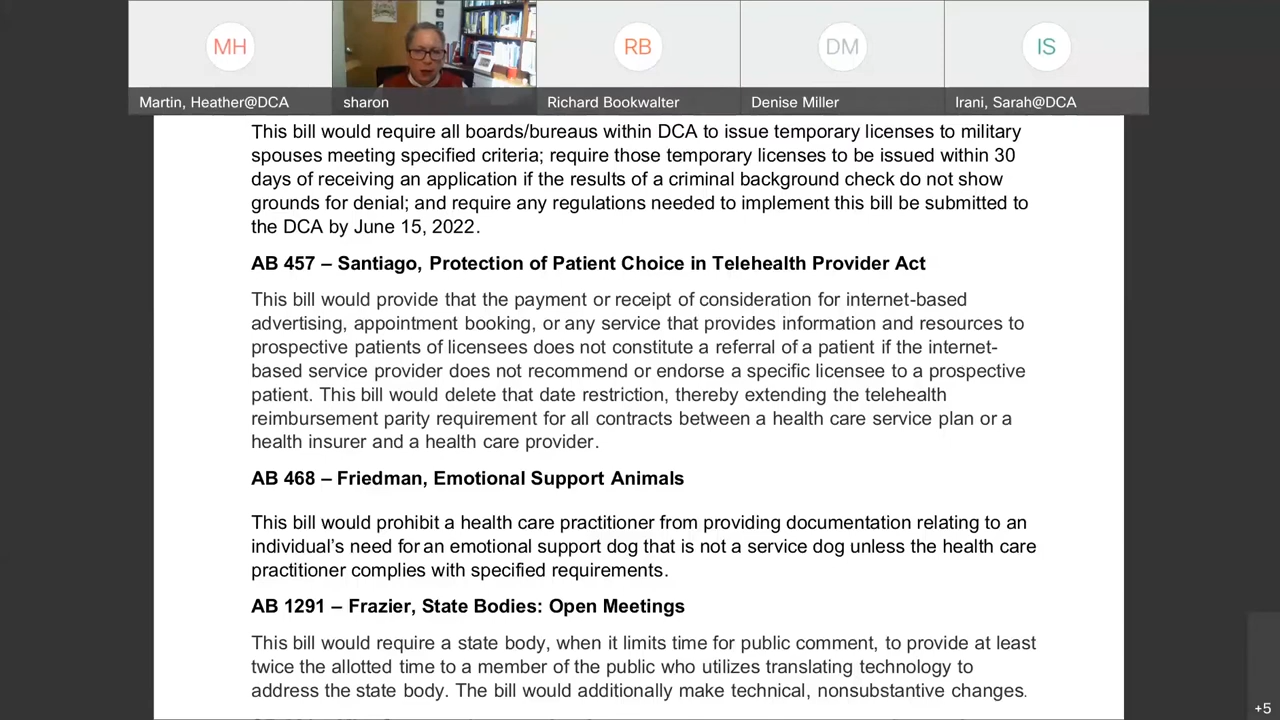 MH
RB
DM
IS
Martin, Heather@DCA
sharon
Richard Bookwalter
Denise Miller
Irani, Sarah@DCA
This bill would require all boards/bureaus within DCA to issue temporary licenses to military
spouses meeting specified criteria; require those temporary licenses to be issued within 30
days of receiving an application if the results of a criminal background check do not show
grounds for denial; and require any regulations needed to implement this bill be submitted to
the DCA by June 15, 2022.
AB 457 – Santiago, Protection of Patient Choice in Telehealth Provider Act
This bill would provide that the payment or receipt of consideration for internet-based
advertising, appointment booking, or any service that provides information and resources to
prospective patients of licensees does not constitute a referral of a patient if the internet-
based service provider does not recommend or endorse a specific licensee to a prospective
patient. This bill would delete that date restriction, thereby extending the telehealth
reimbursement parity requirement for all contracts between a health care service plan or a
health insurer and a health care provider.
AB 468 – Friedman, Emotional Support Animals
This bill would prohibit a health care practitioner from providing documentation relating to an
individual's need for an emotional support dog that is not a service dog unless the health care
practitioner complies with specified requirements.
AB 1291 – Frazier, State Bodies: Open Meetings
This bill would require a state body, when it limits time for public comment, to provide at least
twice the allotted time to a member of the public who utilizes translating technology to
address the state body. The bill would additionally make technical, nonsubstantive changes.
+5